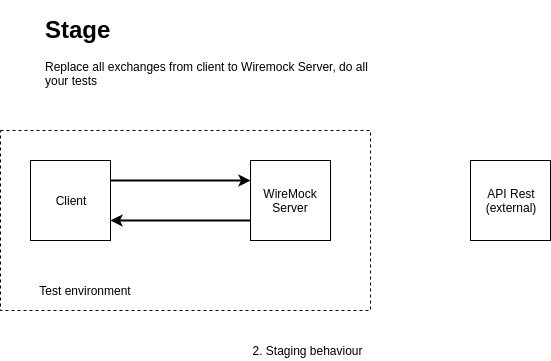 Stage
Replace all exchanges from client to Wiremock Server, do all
your tests
Client
WireMock
Server
API Rest
(external)
Test environment
2. Staging behaviour